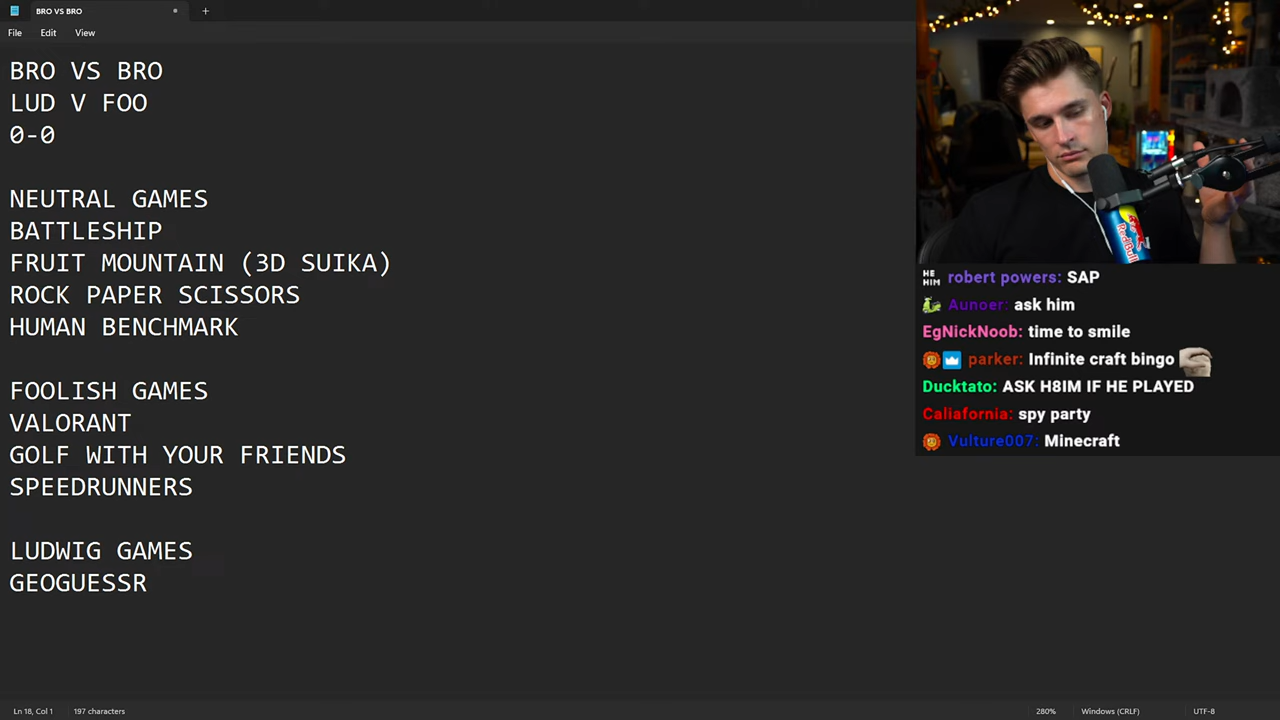 BRO VS BRO
File Edit View
BRO VS BRO
LUD V FOO
0-0
NEUTRAL GAMES
BATTLESHIP
FRUIT MOUNTAIN (3D SUIKA)
ROCK PAPER SCISSORS
HUMAN BENCHMARK
FOOLISH GAMES
VALORANT
GOLF WITH YOUR FRIENDS
SPEEDRUNNERS
LUDWIG GAMES
GEOGUESSR
Ln 18, Col 1 197 characters 280% Windows (CRLF) UTF-8
RedBull
HE HIM robert powers: SAP
Aunoer: ask him
EgNickNoob: time to smile
parker: Infinite craft bingo
Ducktato: ASK H8IM IF HE PLAYED
Caliafornia: spy party
Vulture007: Minecraft